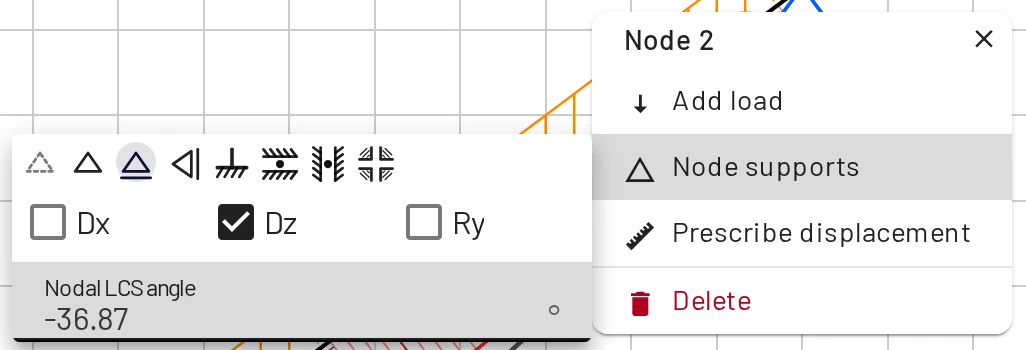 Node 2
Add load
Node supports
Dx
Dz
Ry
Prescribe displacement
Nodal LCS angle
-36.87
°
Delete